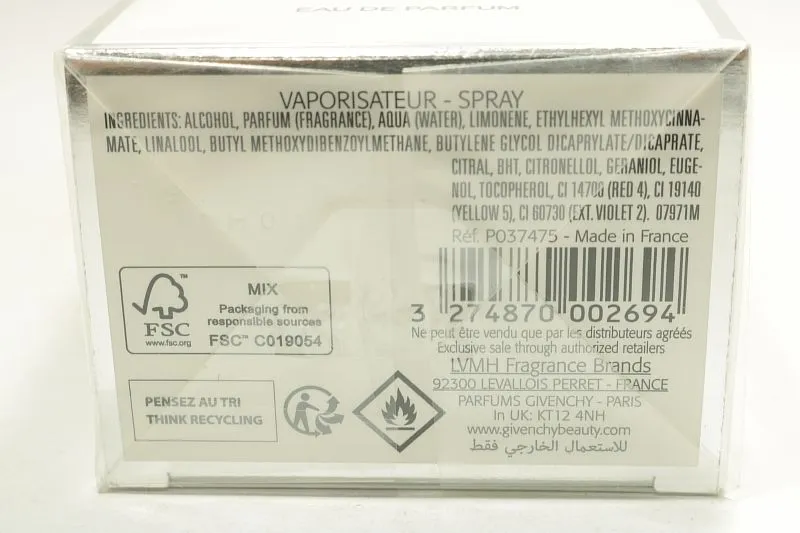 EAU DE PARFUM
VAPORISATEUR - SPRAY
INGREDIENTS: ALCOHOL, PARFUM (FRAGRANCE), AQUA (WATER), LIMONENE, ETHYLHEXYL METHOXYCINNA-
MATE, LINALOOL, BUTYL METHOXYDIBENZOYLMETHANE, BUTYLENE GLYCOL DICAPRYLATE/DICAPRATE,
CITRAL, BHT, CITRONELLOL, GERANIOL, EUGE-
NOL, TOCOPHEROL, CI 14700 (RED 4), CI 19140
(YELLOW 5), CI 60730 (EXT. VIOLET 2). 07971M
Réf. P037475 - Made in France
3 274870 002694
Ne peut être vendu que par les distributeurs agréés
Exclusive sale through authorized retailers
LVMH Fragrance Brands
92300 LEVALLOIS PERRET - FRANCE
PARFUMS GIVENCHY - PARIS
In UK: KT12 4NH
www.givenchybeauty.com
للاستعمال الخارجي فقط
FSC™
www.fsc.org
MIX
Packaging from
responsible sources
FSC™ C019054
PENSEZ AU TRI
THINK RECYCLING